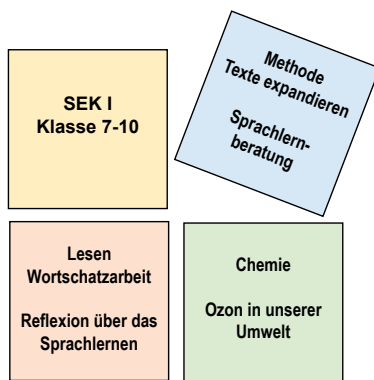 SEK I
Klasse 7-10
Methode
Texte expandieren
Sprachlern-
beratung
Lesen
Wortschatzarbeit
Reflexion über das
Sprachlernen
Chemie
Ozon in unserer
Umwelt